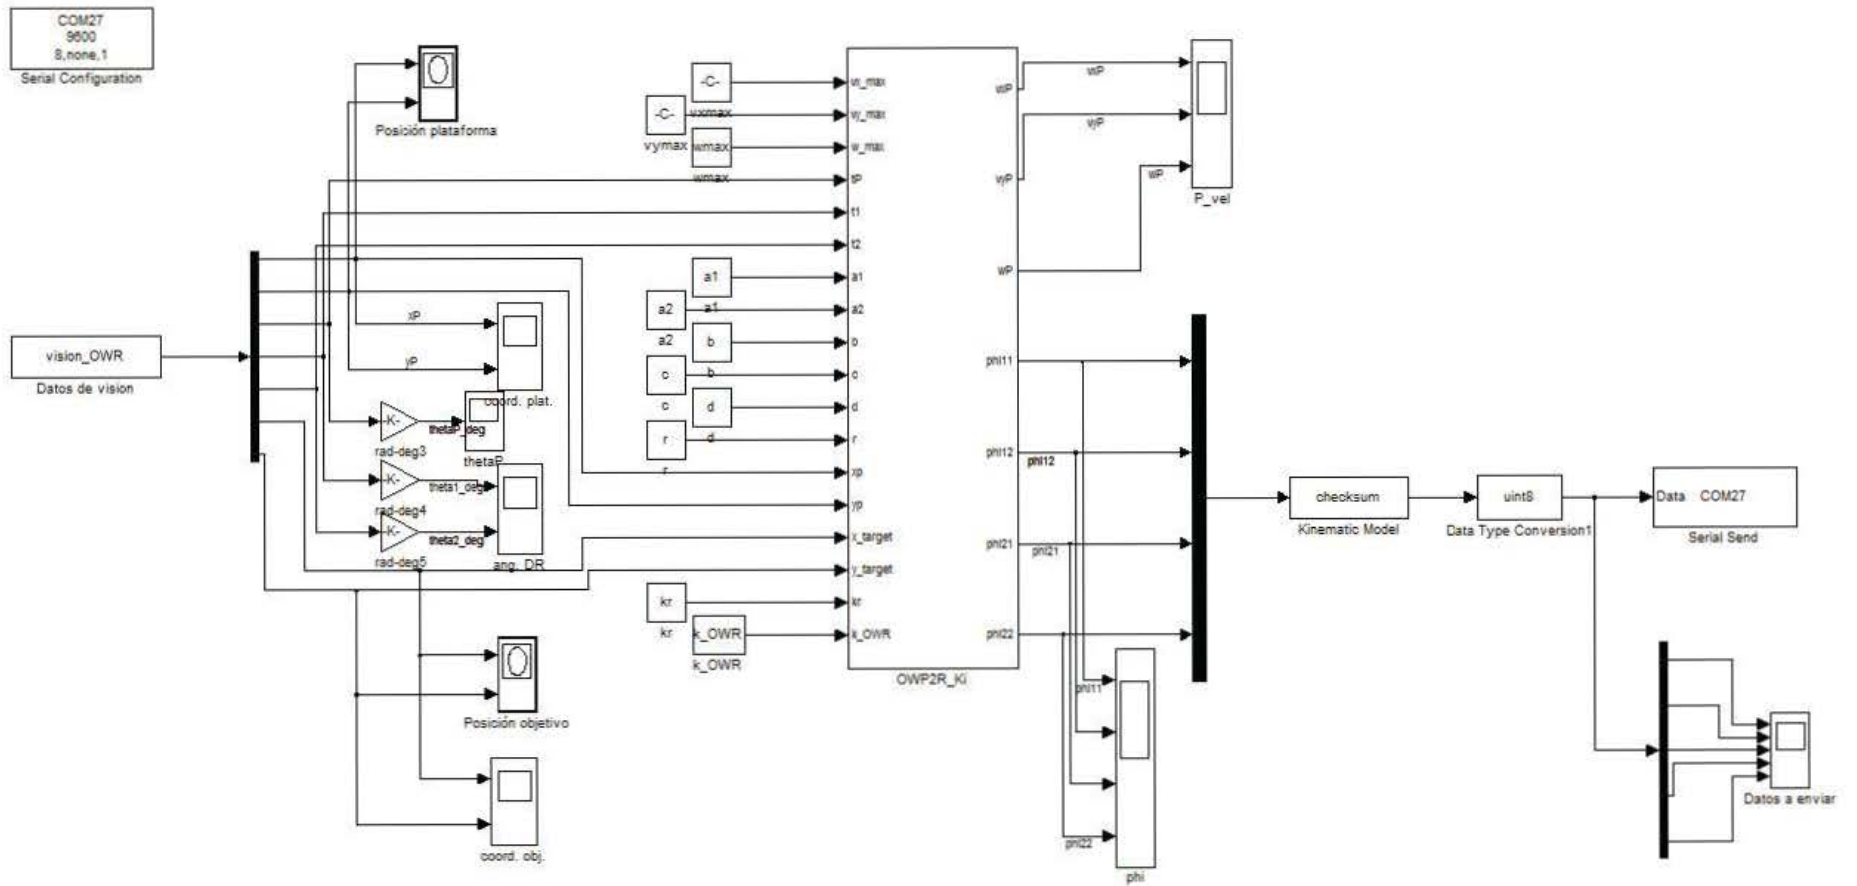 COM27
9600
8,none,1
Serial Configuration
Posición plataforma
-C-
vxmax
-C-
vymax
wmax
wmax
vx_max
vy_max
w_max
tP
t1
t2
a1
a2
b
c
d
r
xp
yp
x_target
y_target
kr
k_OWR
vxP
vyP
wP
phi11
phi12
phi21
phi22
OWP2R_Ki
vxP
vyP
wP
P_vel
a1
a1
a2
a2
b
b
c
c
d
d
r
r
kr
kr
k_OWR
k_OWR
vision_OWR
Datos de vision
xP
yP
coord. plat.
-K-
rad-deg3
thetaP_deg
thetaP
-K-
rad-deg4
theta1_deg
-K-
rad-deg5
theta2_deg
ang. DR
Posición objetivo
coord. obj.
phi12
phi21
phi11
phi22
phi
checksum
Kinematic Model
uint8
Data Type Conversion1
Data COM27
Serial Send
Datos a enviar